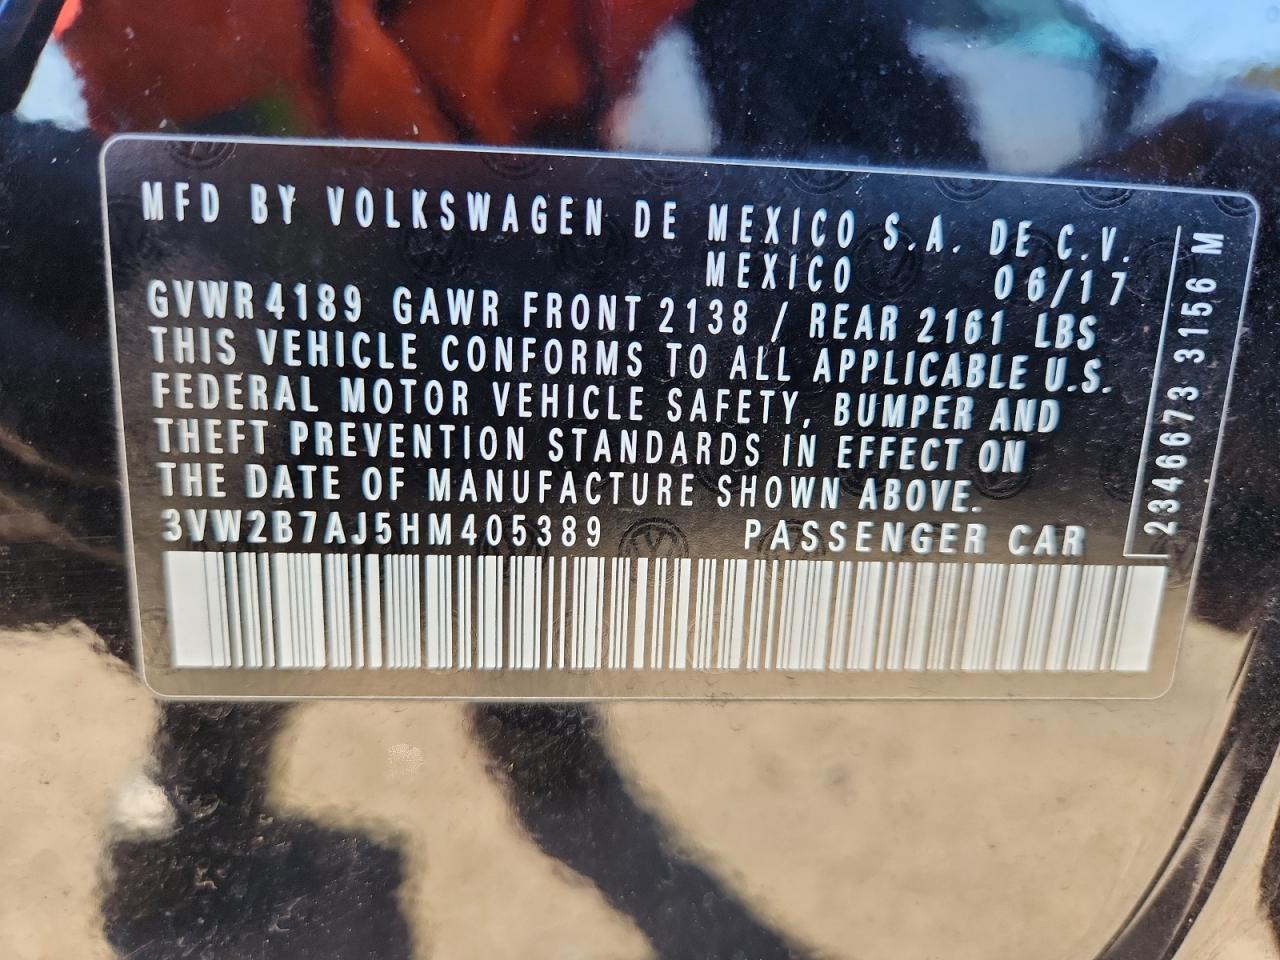 MFD BY VOLKSWAGEN DE MEXICO S.A. DE C.V.
MEXICO 06/17
GVWR 4189 GAWR FRONT 2138 / REAR 2161 LBS
THIS VEHICLE CONFORMS TO ALL APPLICABLE U.S.
FEDERAL MOTOR VEHICLE SAFETY, BUMPER AND
THEFT PREVENTION STANDARDS IN EFFECT ON
THE DATE OF MANUFACTURE SHOWN ABOVE.
3VW2B7AJ5HM405389 PASSENGER CAR
2346673 3156 M